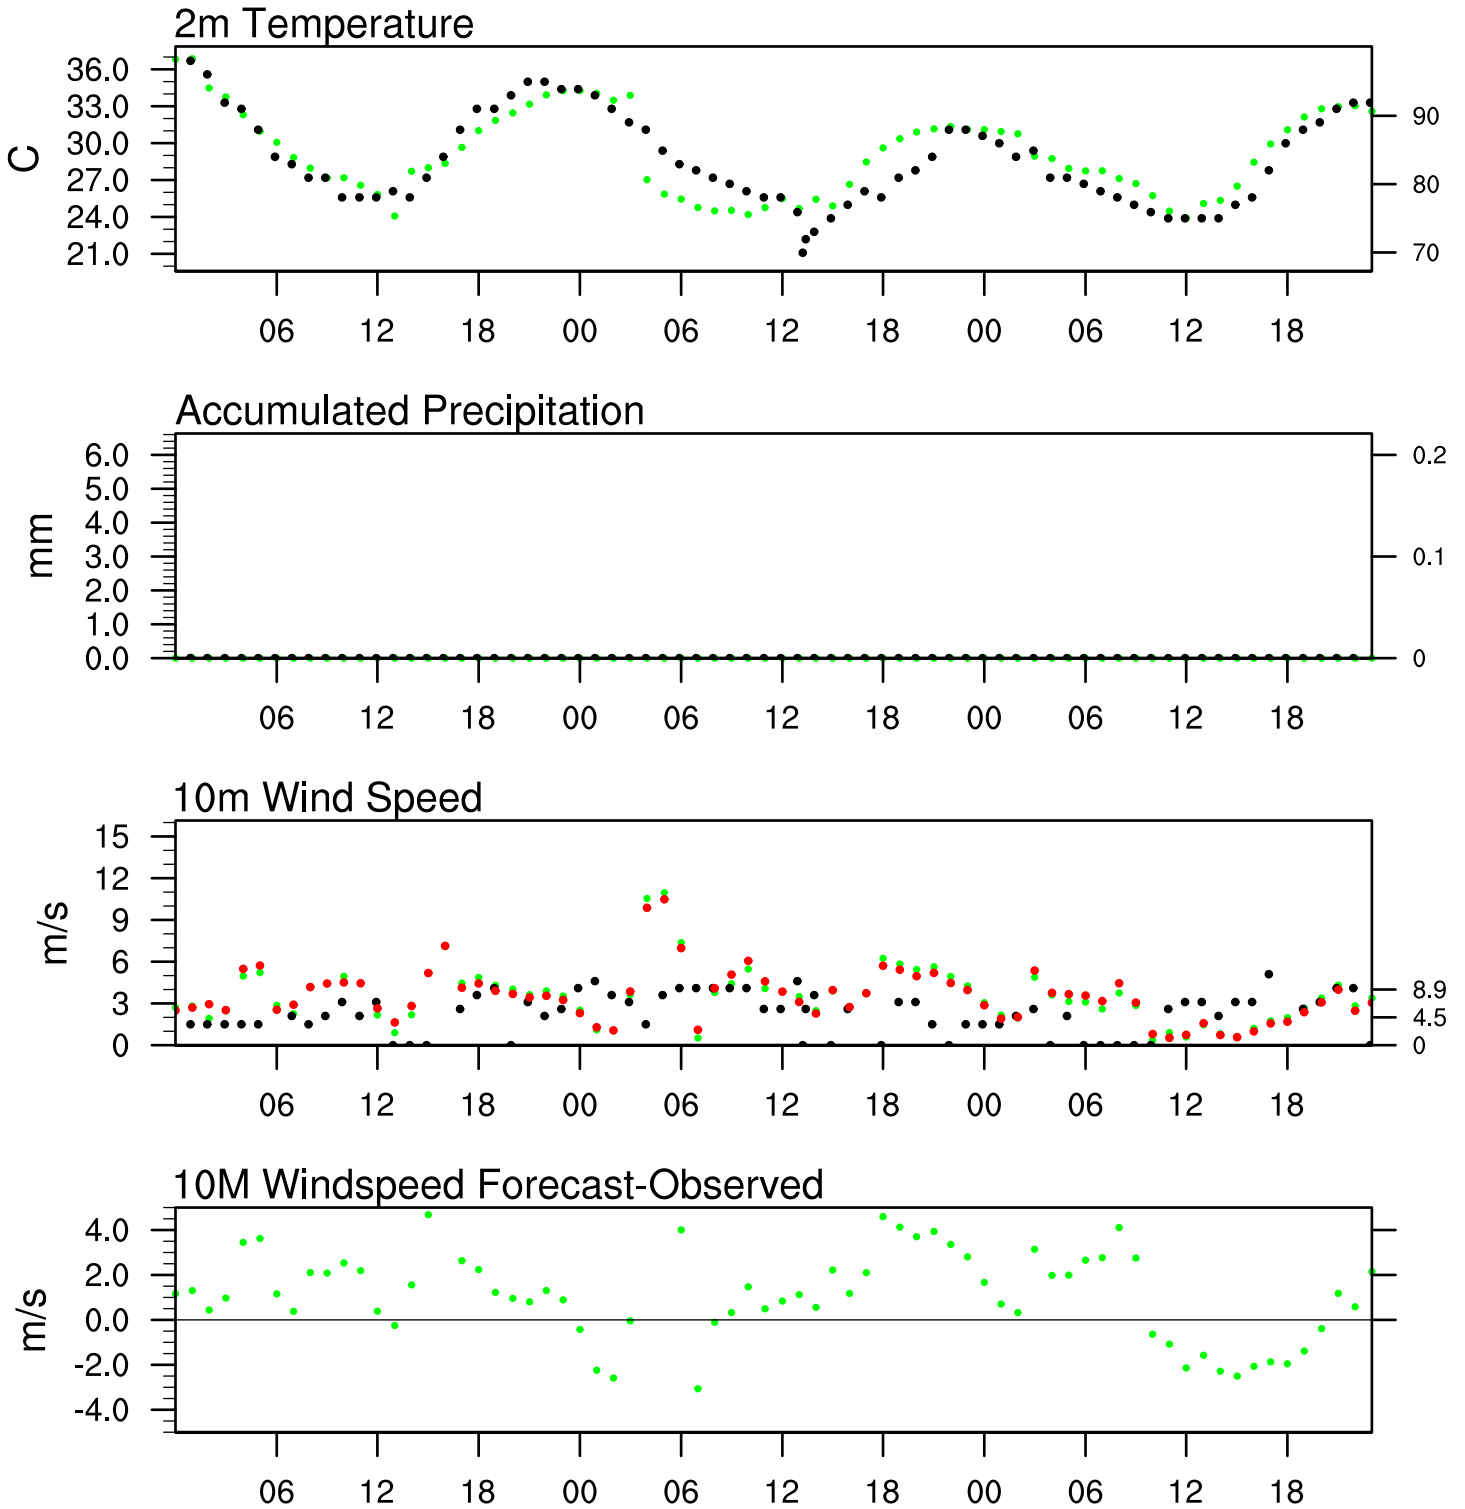 2m Temperature
C
36.0
33.0
30.0
27.0
24.0
21.0
90
80
70
06 12 18 00 06 12 18 00 06 12 18
Accumulated Precipitation
mm
6.0
5.0
4.0
3.0
2.0
1.0
0.0
0.2
0.1
0
06 12 18 00 06 12 18 00 06 12 18
10m Wind Speed
m/s
15
12
9
6
3
0
8.9
4.5
0
06 12 18 00 06 12 18 00 06 12 18
10M Windspeed Forecast-Observed
m/s
4.0
2.0
0.0
-2.0
-4.0
06 12 18 00 06 12 18 00 06 12 18